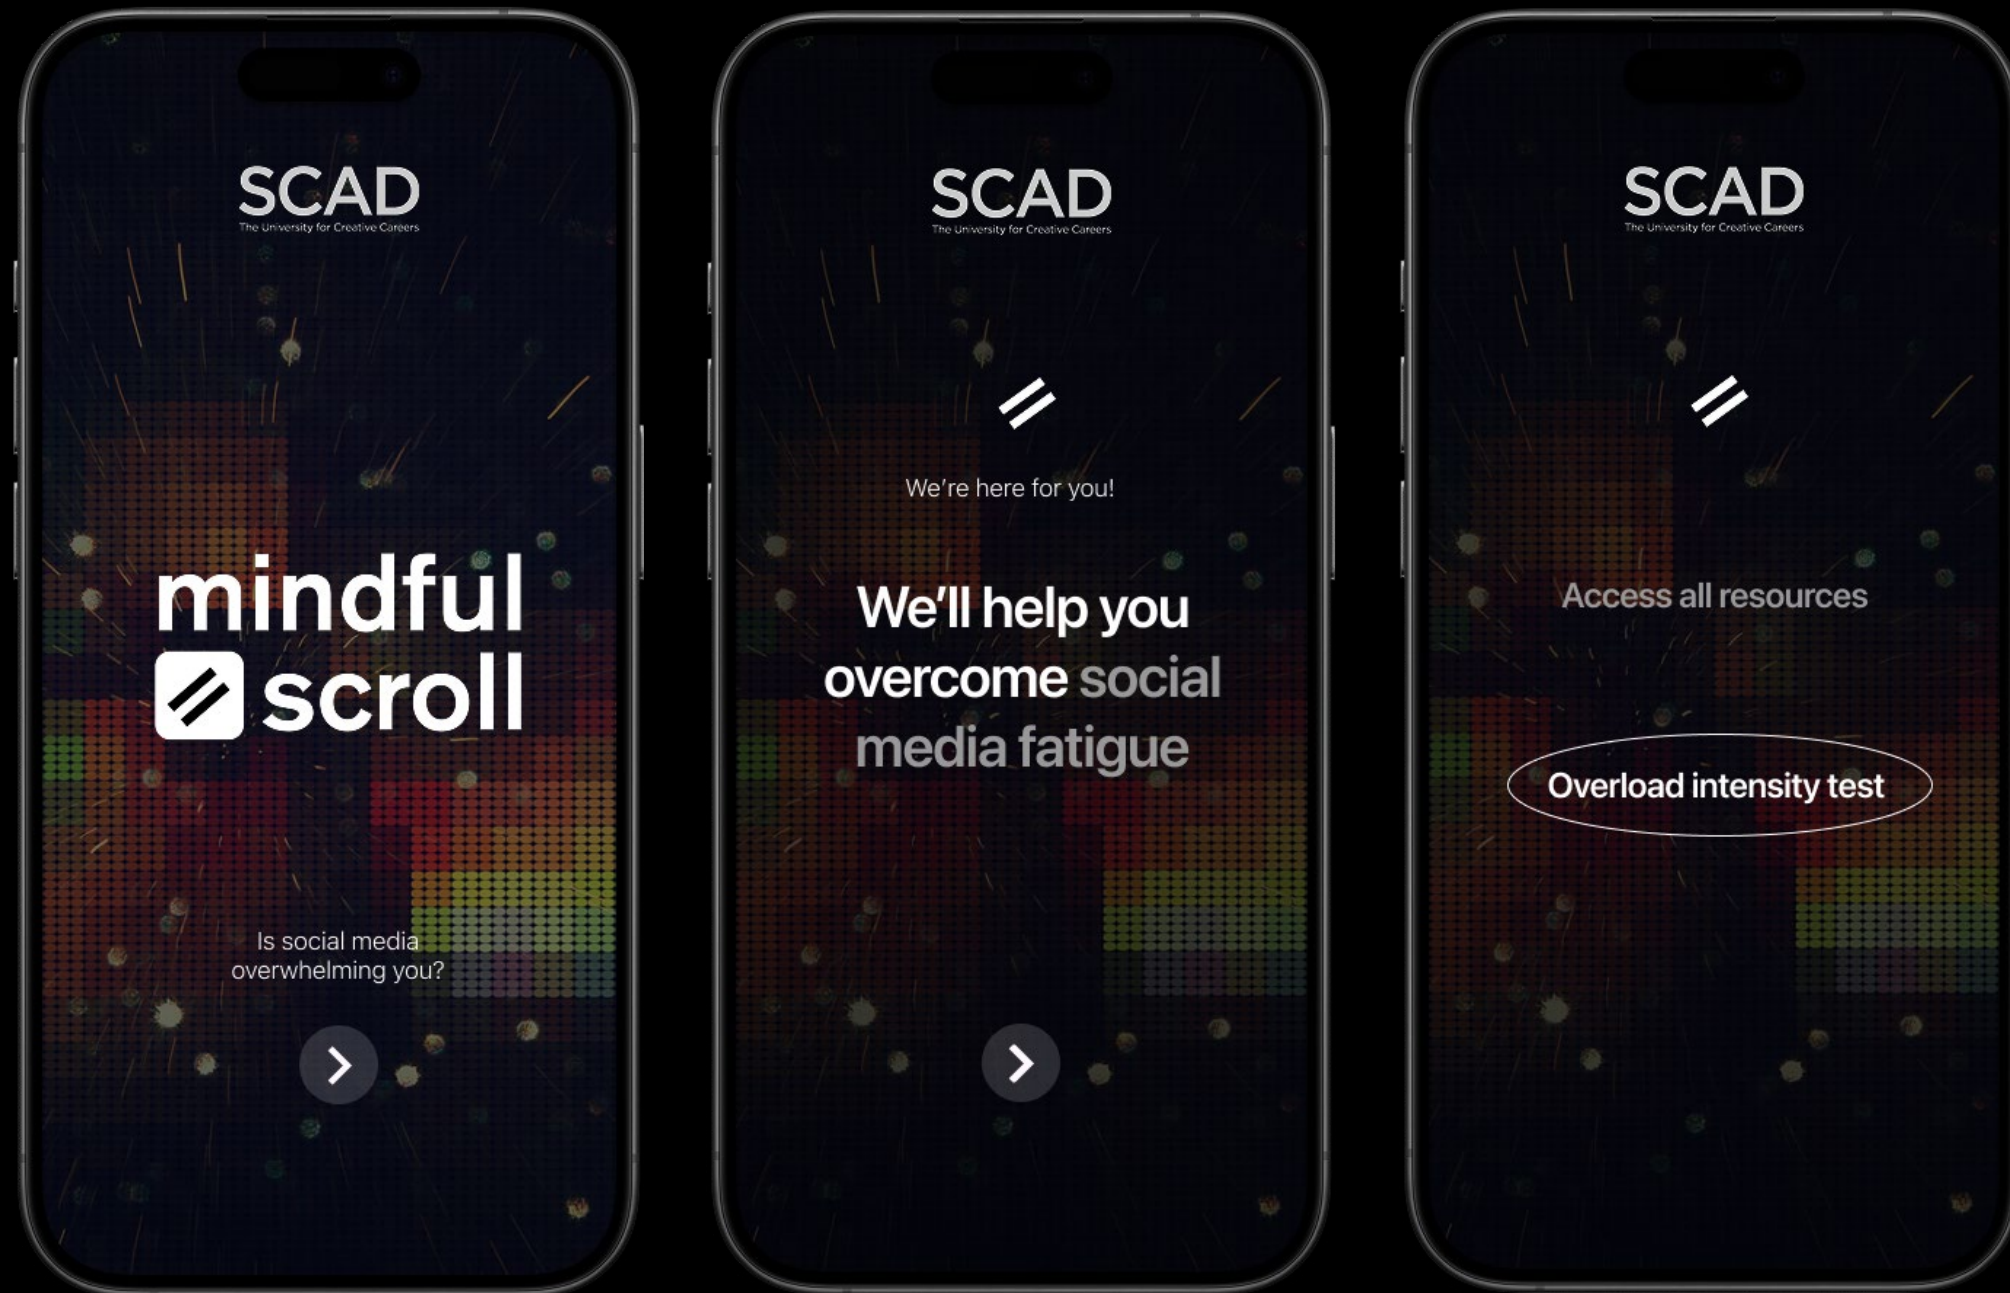 SCAD
The University for Creative Careers
mindful
scroll
Is social media
overwhelming you?
SCAD
The University for Creative Careers
We're here for you!
We'll help you
overcome social
media fatigue
SCAD
The University for Creative Careers
Access all resources
Overload intensity test